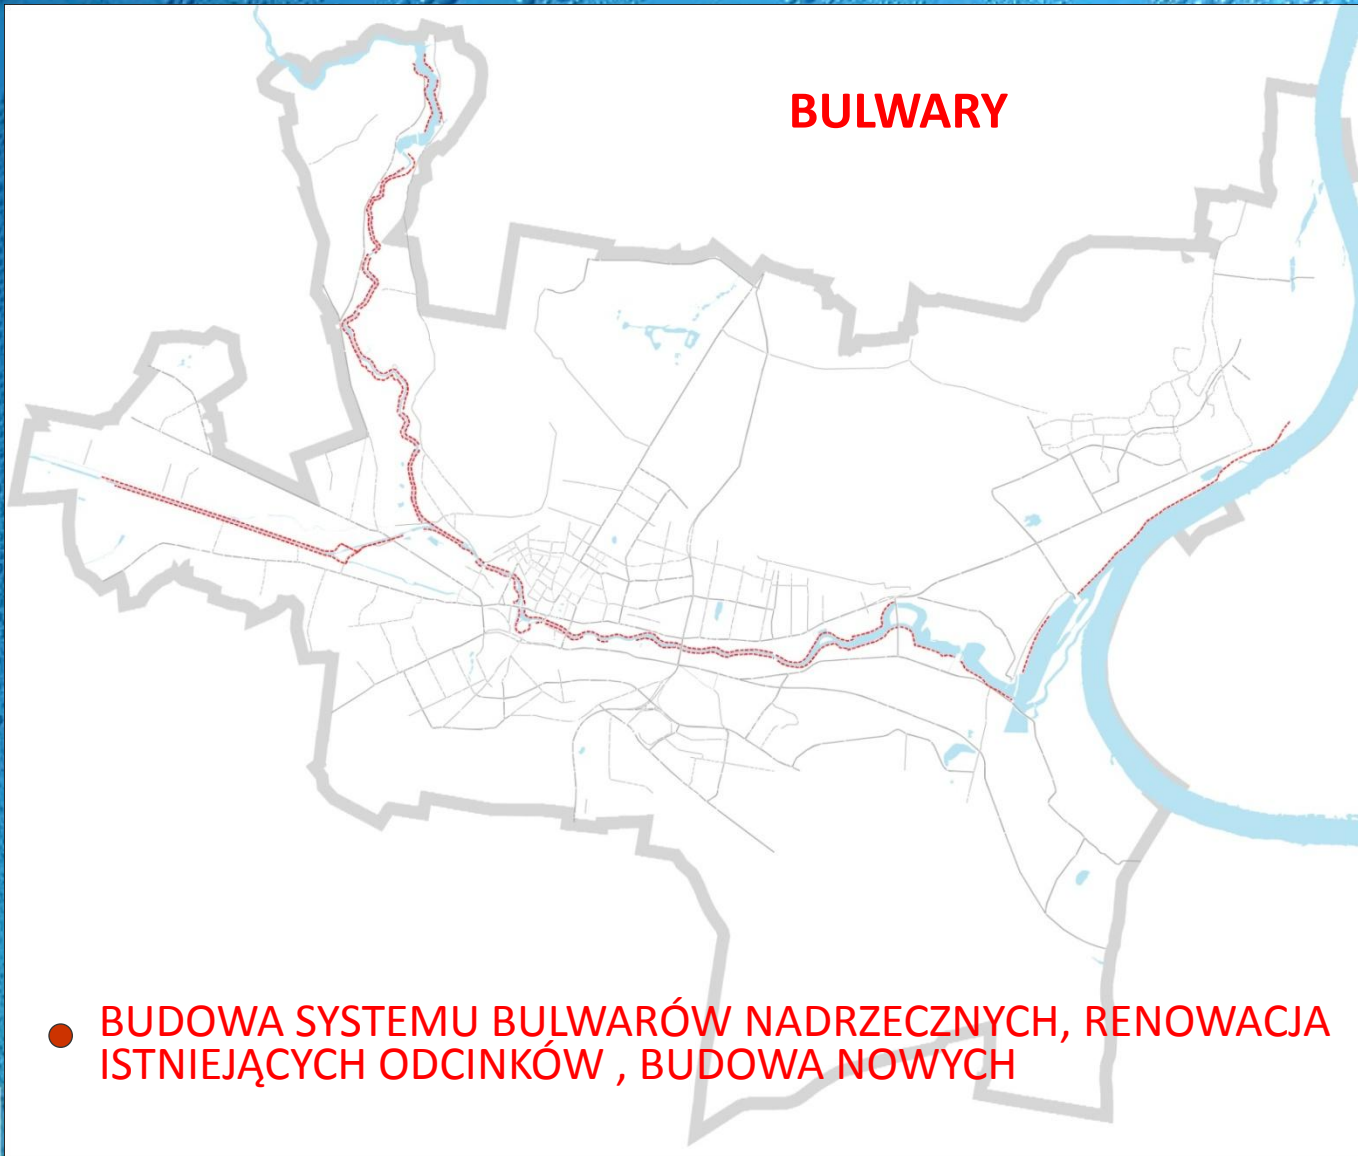 BULWARY
BUDOWA SYSTEMU BULWARÓW NADRZECZNYCH, RENOWACJA
ISTNIEJĄCYCH ODCINKÓW , BUDOWA NOWYCH